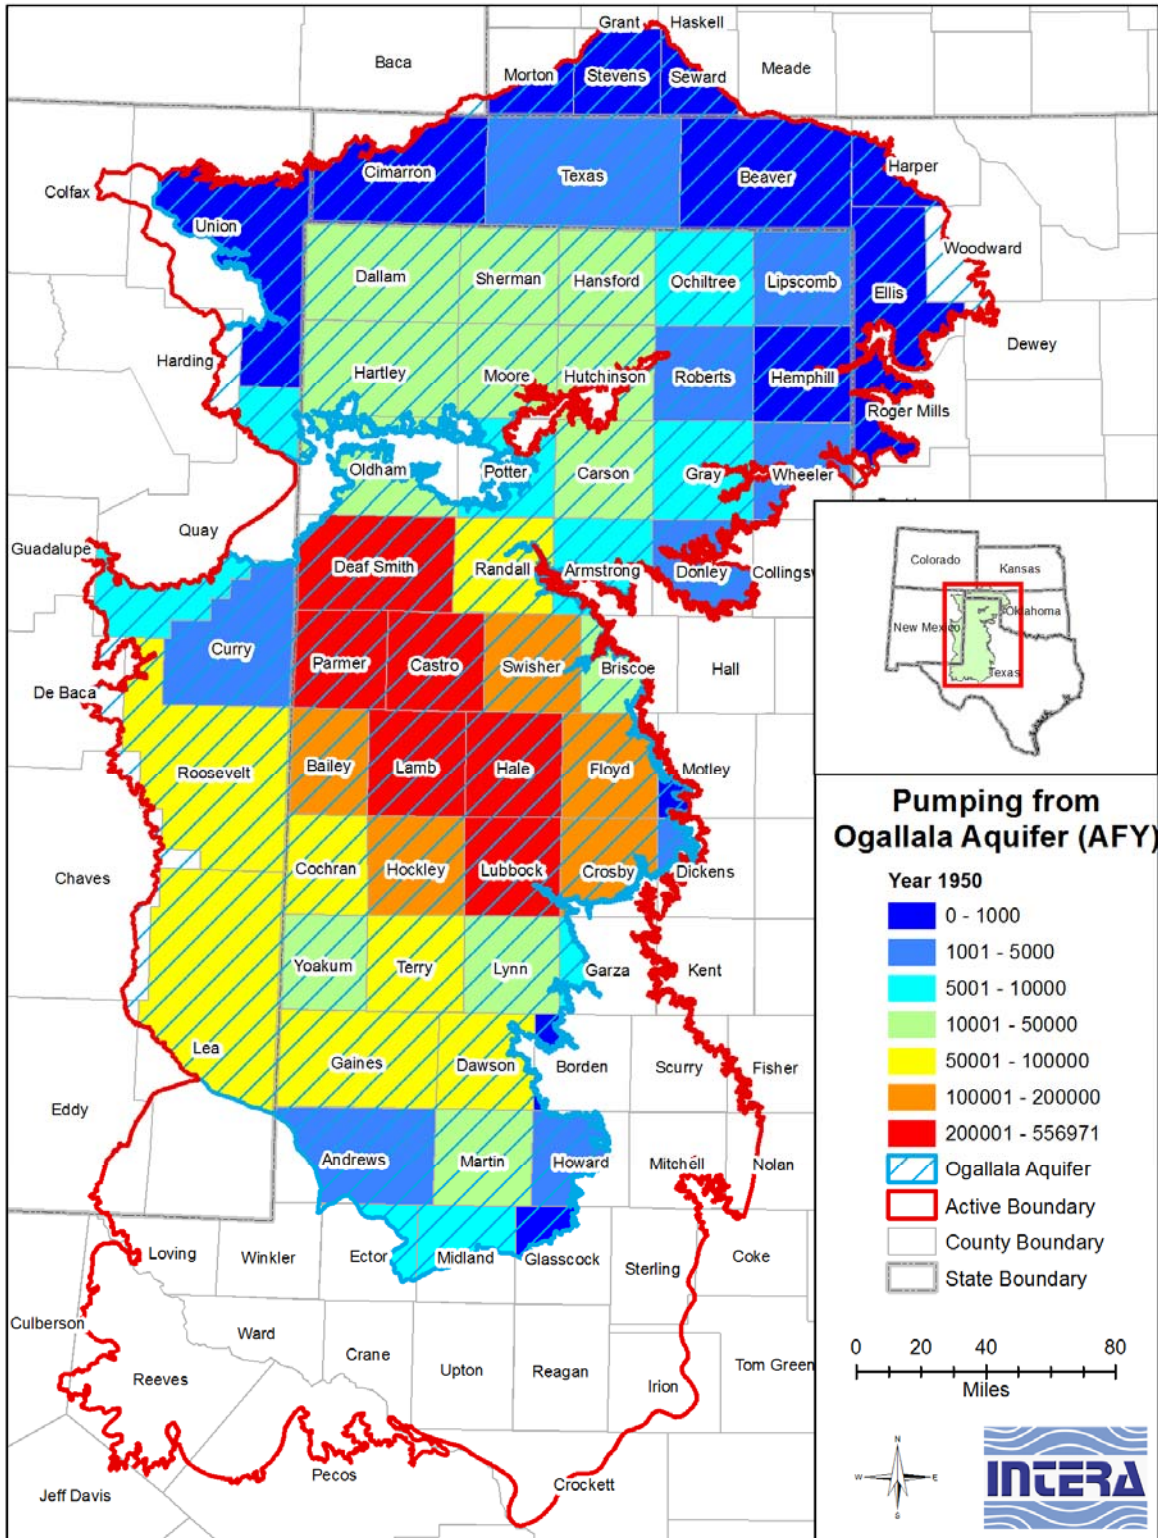 Grant
Haskell
Baca
Morton
Stevens
Seward
Meade
Harper
Colfax
Cimarron
Texas
Beaver
Union
Woodward
Dallam
Sherman
Hansford
Ochiltree
Lipscomb
Ellis
Dewey
Harding
Hartley
Moore
Hutchinson
Roberts
Hemphill
Roger Mills
Oldham
Potter
Carson
Gray
Wheeler
Quay
Guadalupe
Deaf Smith
Randall
Armstrong
Donley
Collingsw
Curry
Parmer
Castro
Swisher
Briscoe
Hall
De Baca
Roosevelt
Bailey
Lamb
Hale
Floyd
Motley
Chaves
Cochran
Hockley
Lubbock
Crosby
Dickens
Yoakum
Terry
Lynn
Garza
Kent
Lea
Gaines
Dawson
Borden
Scurry
Fisher
Eddy
Andrews
Martin
Howard
Mitchell
Nolan
Loving
Winkler
Ector
Midland
Glasscock
Sterling
Coke
Culberson
Ward
Crane
Upton
Reagan
Tom Green
Reeves
Irion
Pecos
Crockett
Jeff Davis
Colorado
Kansas
New Mexico
Oklahoma
Texas
Pumping from
Ogallala Aquifer (AFY)
Year 1950
0 - 1000
1001 - 5000
5001 - 10000
10001 - 50000
50001 - 100000
100001 - 200000
200001 - 556971
Ogallala Aquifer
Active Boundary
County Boundary
State Boundary
0 20 40 80
Miles
N
W E
S
INTERA